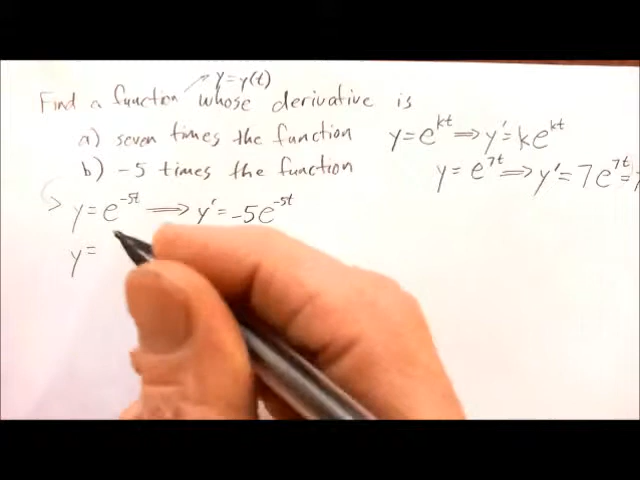 y=y(t)
Find a function whose derivative is
a) seven times the function y=e^{kt} ⟹ y'=ke^{kt}
b) -5 times the function y=e^{7t} ⟹ y'=7e^{7t}=
y=e^{-5t} ⟹ y'=-5e^{-5t}
y=